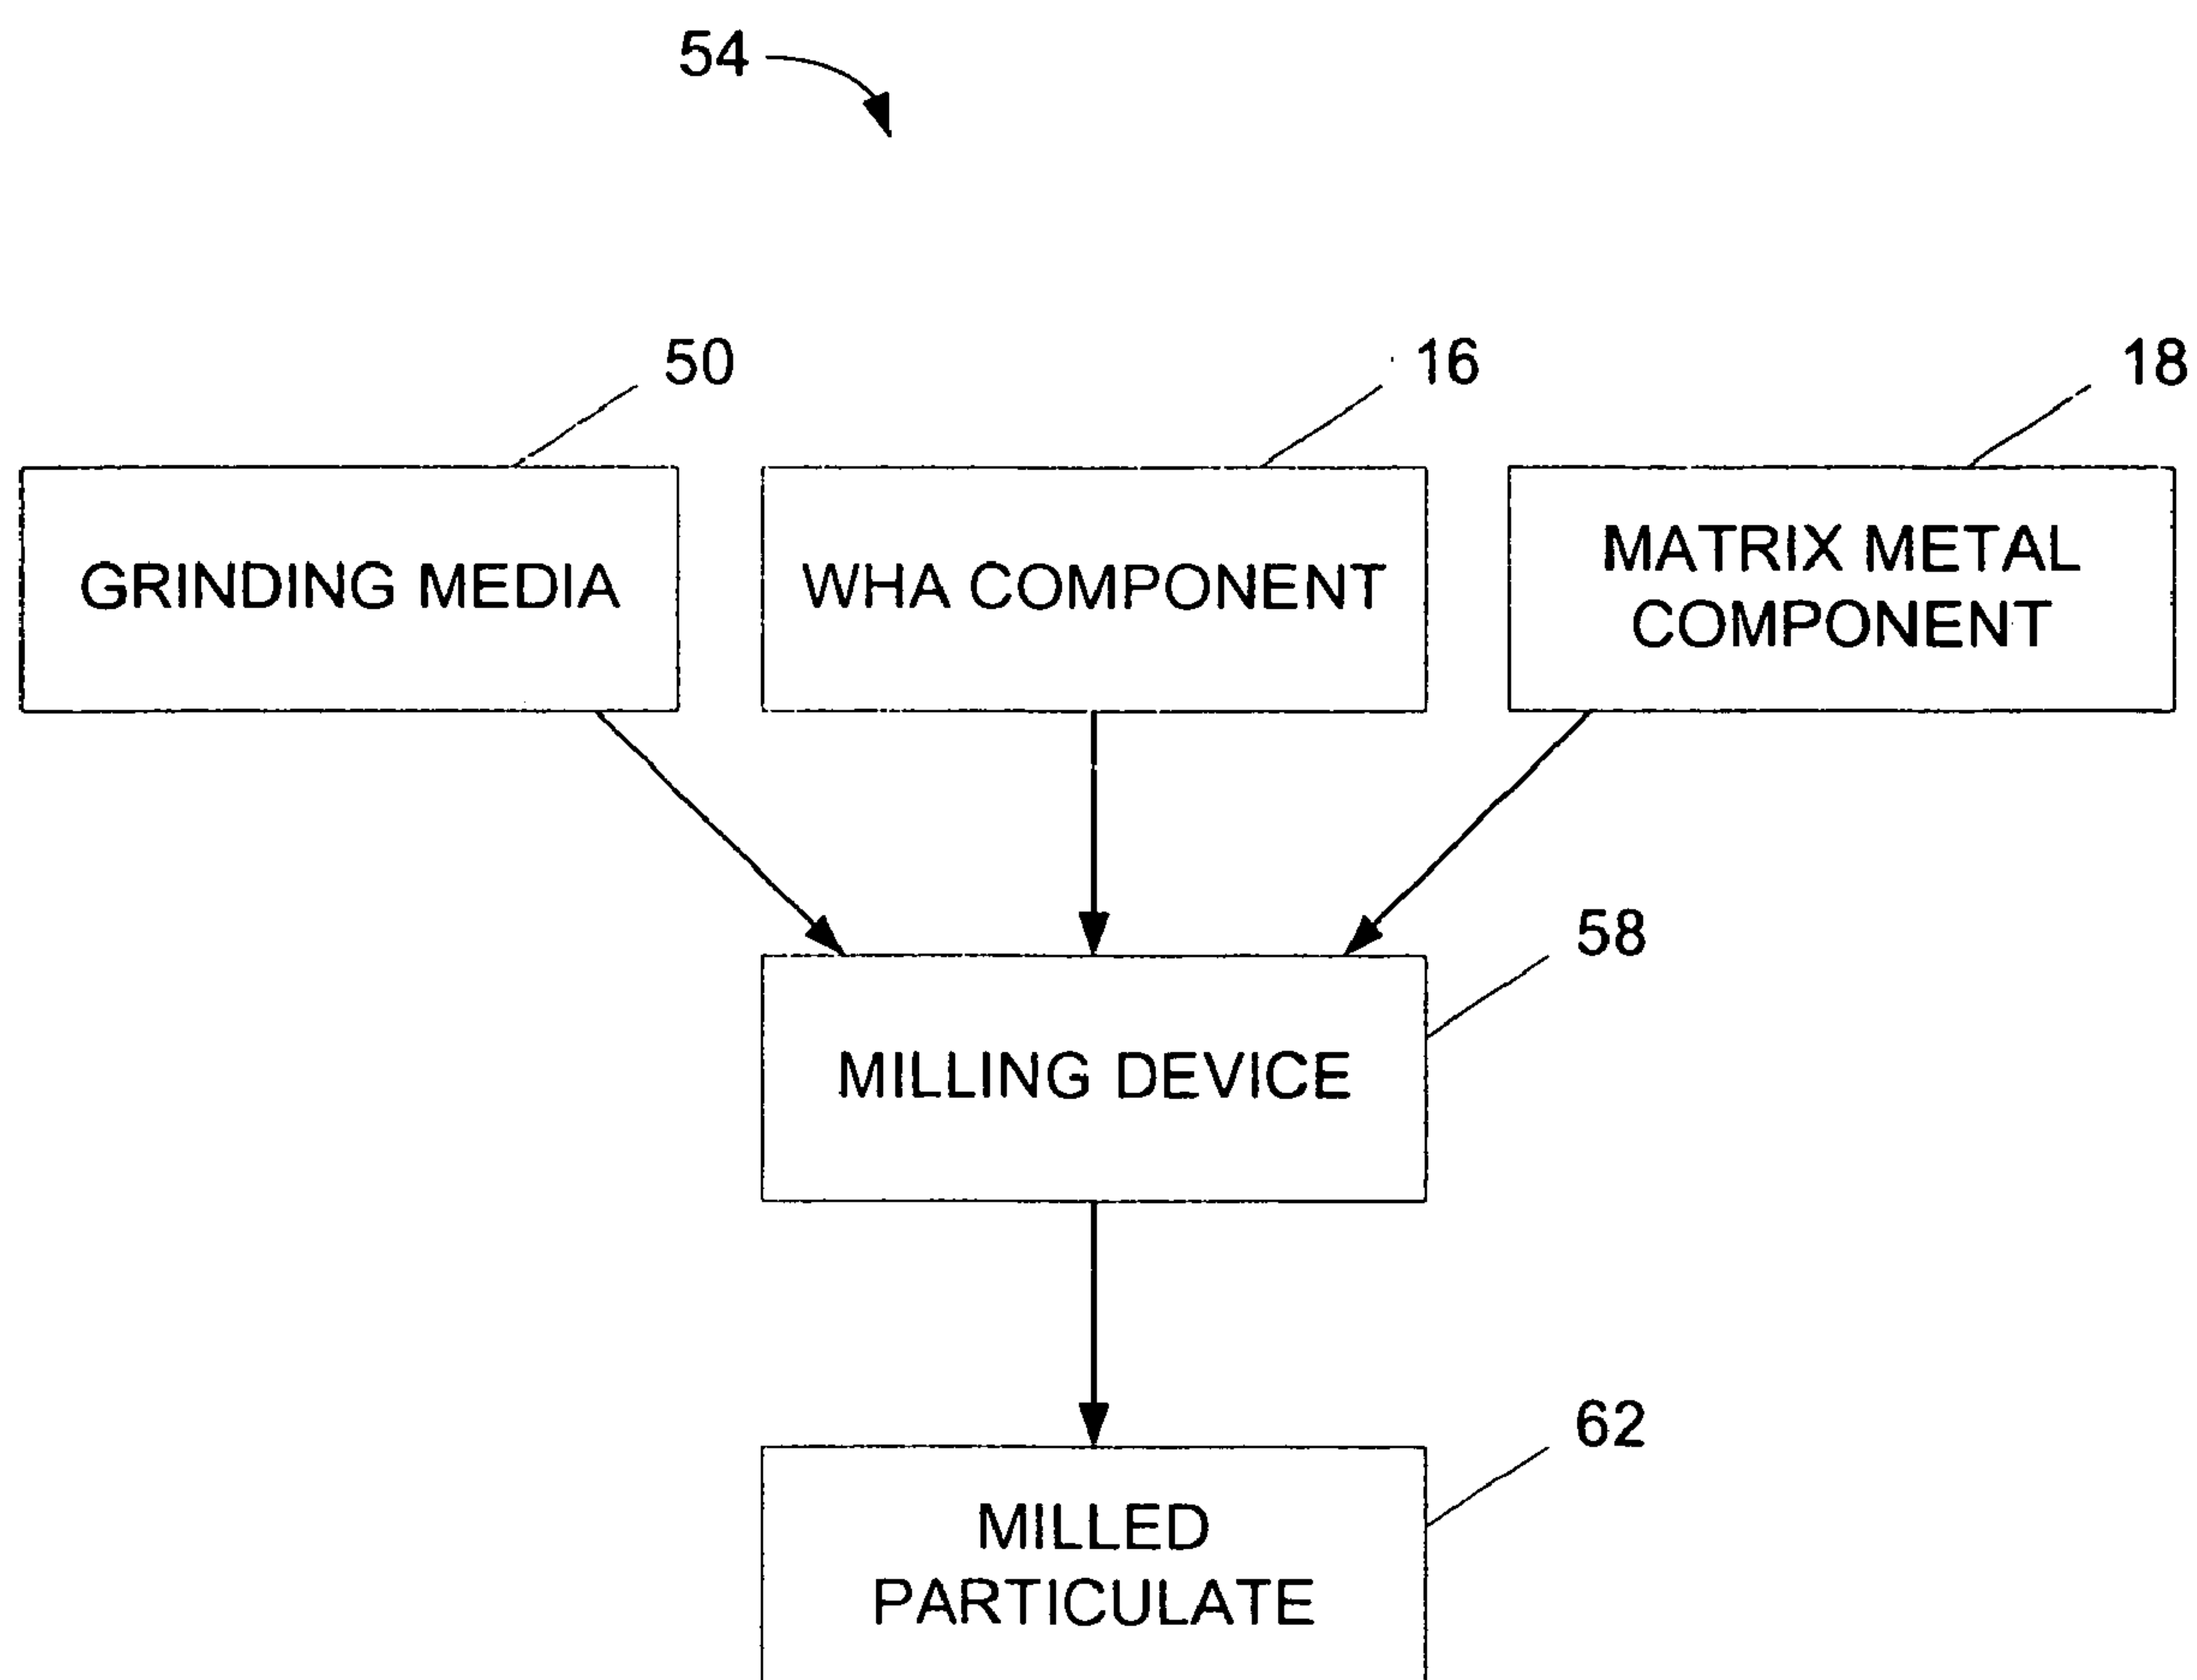 54
50
16
18
GRINDING MEDIA
WHA COMPONENT
MATRIX METAL
COMPONENT
58
MILLING DEVICE
62
MILLED
PARTICULATE